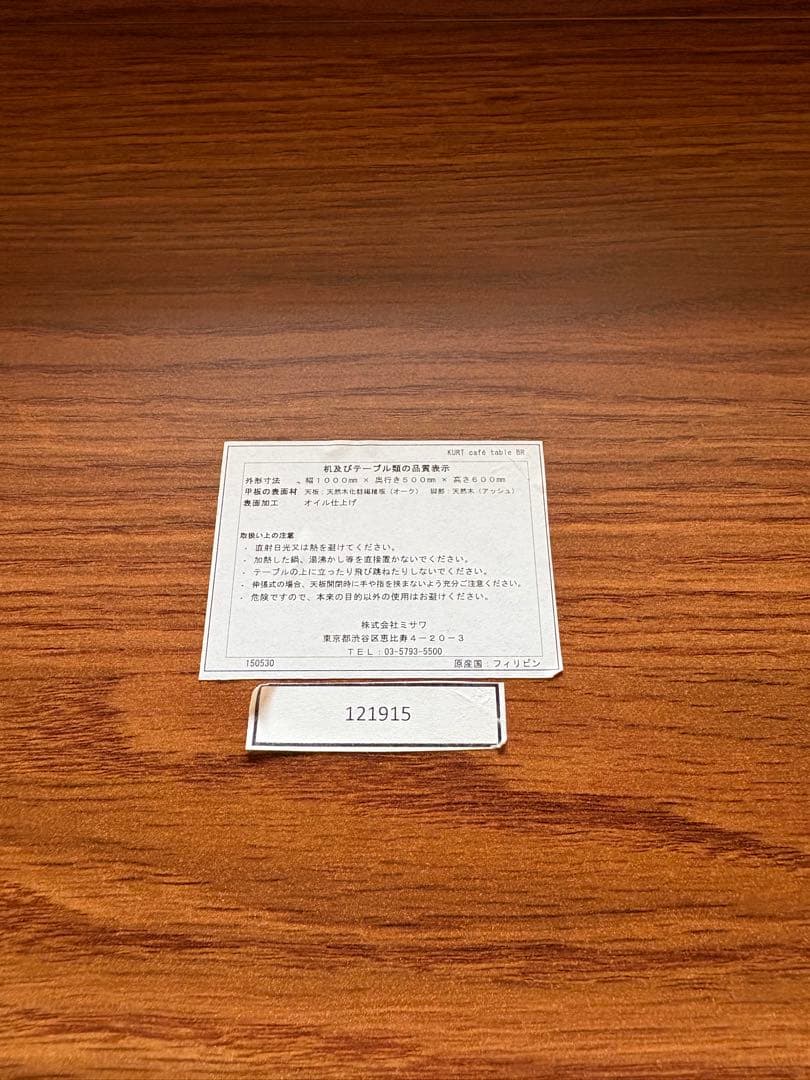 KURT café table BR
机及びテーブル類の品質表示
外形寸法 幅1000㎜ × 奥行き500㎜ × 高さ600㎜
甲板の表面材 天板:天然木化粧繊維板(オーク) 脚部:天然木(アッシュ)
表面加工 オイル仕上げ
取扱い上の注意
・ 直射日光又は熱を避けてください。
・ 加熱した鍋、湯沸かし等を直接置かないでください。
・ テーブルの上に立ったり飛び跳ねたりしないでください。
・ 伸張式の場合、天板開閉時に手や指を挟まないよう充分ご注意ください。
・ 危険ですので、本来の目的以外の使用はお避けください。
株式会社ミサワ
東京都渋谷区恵比寿4-20-3
TEL:03-5793-5500
150530 原産国:フィリピン
121915